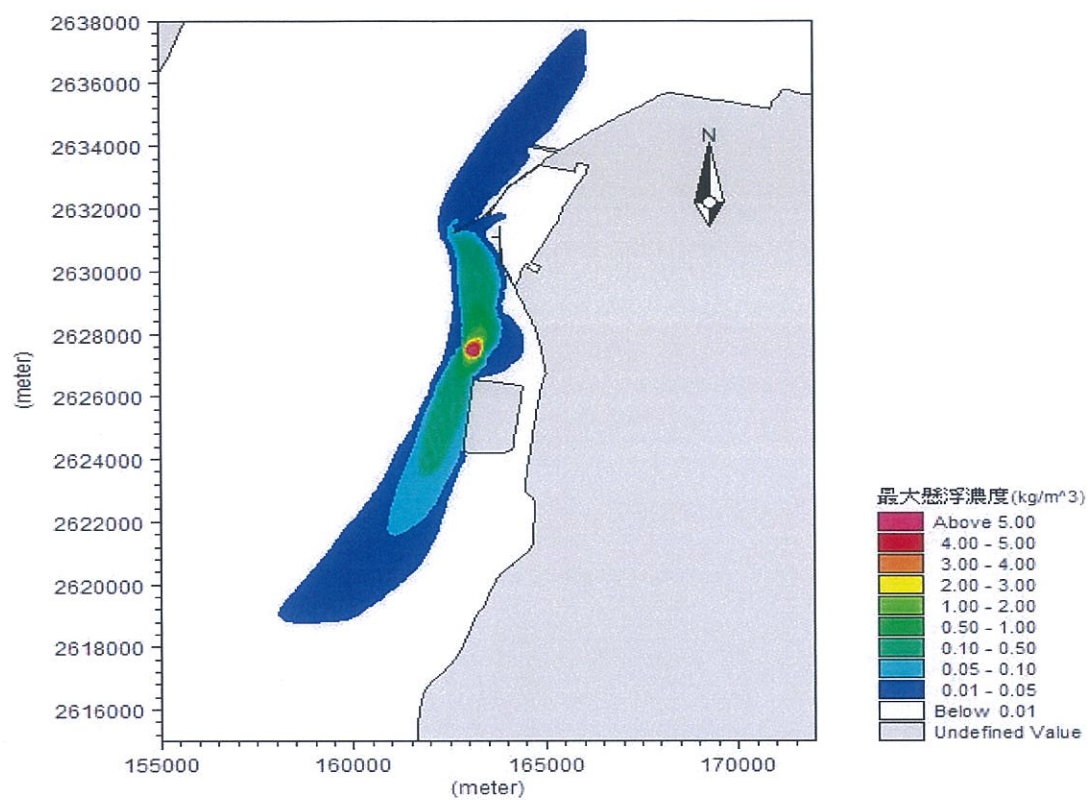 2638000
2636000
2634000
2632000
2630000
2628000
2626000
2624000
2622000
2620000
2618000
2616000
(meter)
N
155000 160000 165000 170000
(meter)
最大懸浮濃度(kg/m^3)
Above 5.00
4.00 - 5.00
3.00 - 4.00
2.00 - 3.00
1.00 - 2.00
0.50 - 1.00
0.10 - 0.50
0.05 - 0.10
0.01 - 0.05
Below 0.01
Undefined Value